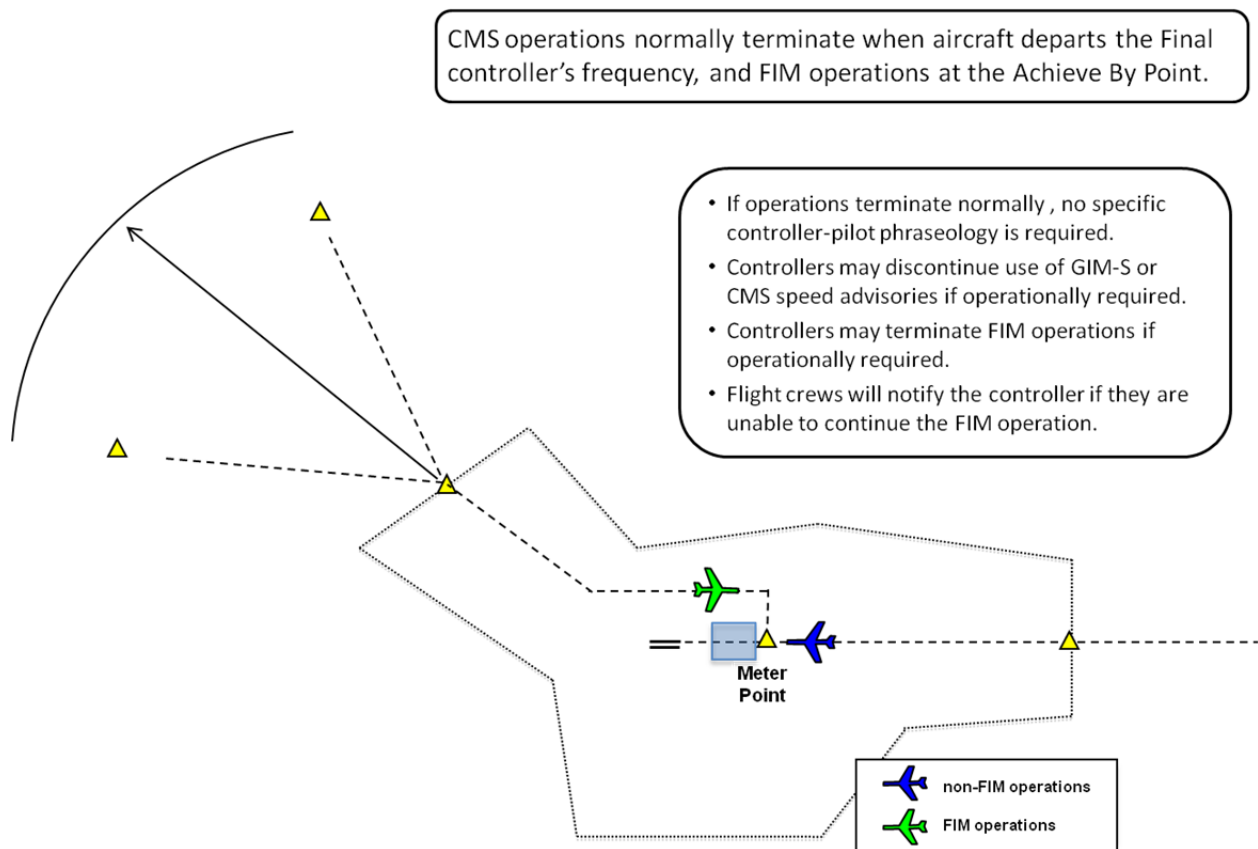 CMS operations normally terminate when aircraft departs the Final
controller's frequency, and FIM operations at the Achieve By Point.
• If operations terminate normally , no specific
controller-pilot phraseology is required.
• Controllers may discontinue use of GIM-S or
CMS speed advisories if operationally required.
• Controllers may terminate FIM operations if
operationally required.
• Flight crews will notify the controller if they are
unable to continue the FIM operation.
Meter
Point
non-FIM operations
FIM operations